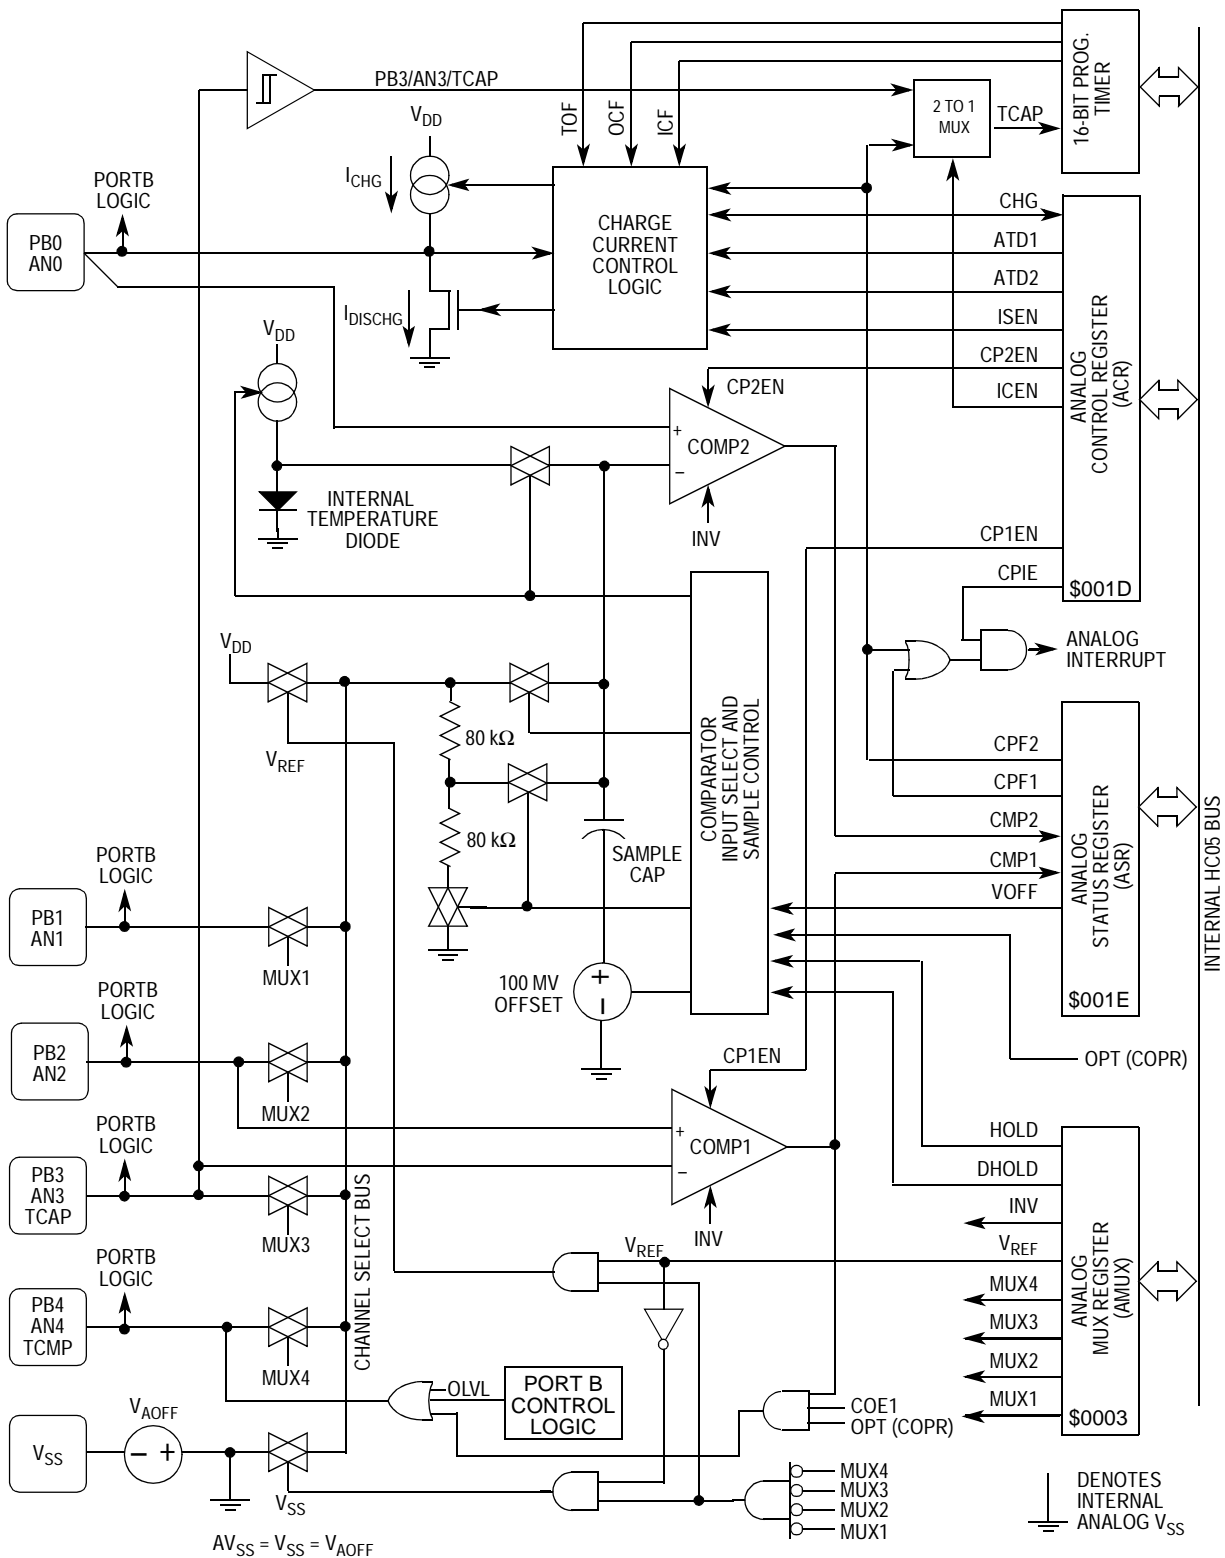 PB3/AN3/TCAP
TOF
OCF
ICF
2 TO 1
MUX
TCAP
16-BIT PROG.
TIMER
VDD
ICHG
PORTB
LOGIC
PB0
AN0
CHARGE
CURRENT
CONTROL
LOGIC
CHG
ATD1
ATD2
ISEN
CP2EN
ICEN
ANALOG
CONTROL REGISTER
(ACR)
IDISCHG
VDD
CP2EN
+
COMP2
–
INV
INTERNAL
TEMPERATURE
DIODE
CP1EN
CPIE
$001D
ANALOG
INTERRUPT
VDD
VREF
80 kΩ
80 kΩ
SAMPLE
CAP
COMPARATOR
INPUT SELECT AND
SAMPLE CONTROL
CPF2
CPF1
CMP2
CMP1
VOFF
ANALOG
STATUS REGISTER
(ASR)
$001E
INTERNAL HC05 BUS
PORTB
LOGIC
PB1
AN1
MUX1
100 MV
OFFSET
+
–
PORTB
LOGIC
PB2
AN2
MUX2
OPT (COPR)
CP1EN
+
COMP1
–
INV
PORTB
LOGIC
PB3
AN3
TCAP
MUX3
CHANNEL SELECT BUS
HOLD
DHOLD
INV
VREF
MUX4
MUX3
MUX2
MUX1
ANALOG
MUX REGISTER
(AMUX)
$0003
VREF
PORTB
LOGIC
PB4
AN4
TCMP
MUX4
OLVL
PORT B
CONTROL
LOGIC
COE1
OPT (COPR)
VAOFF
VSS
– +
VSS
MUX4
MUX3
MUX2
MUX1
DENOTES
INTERNAL
ANALOG VSS
AVSS = VSS = VAOFF